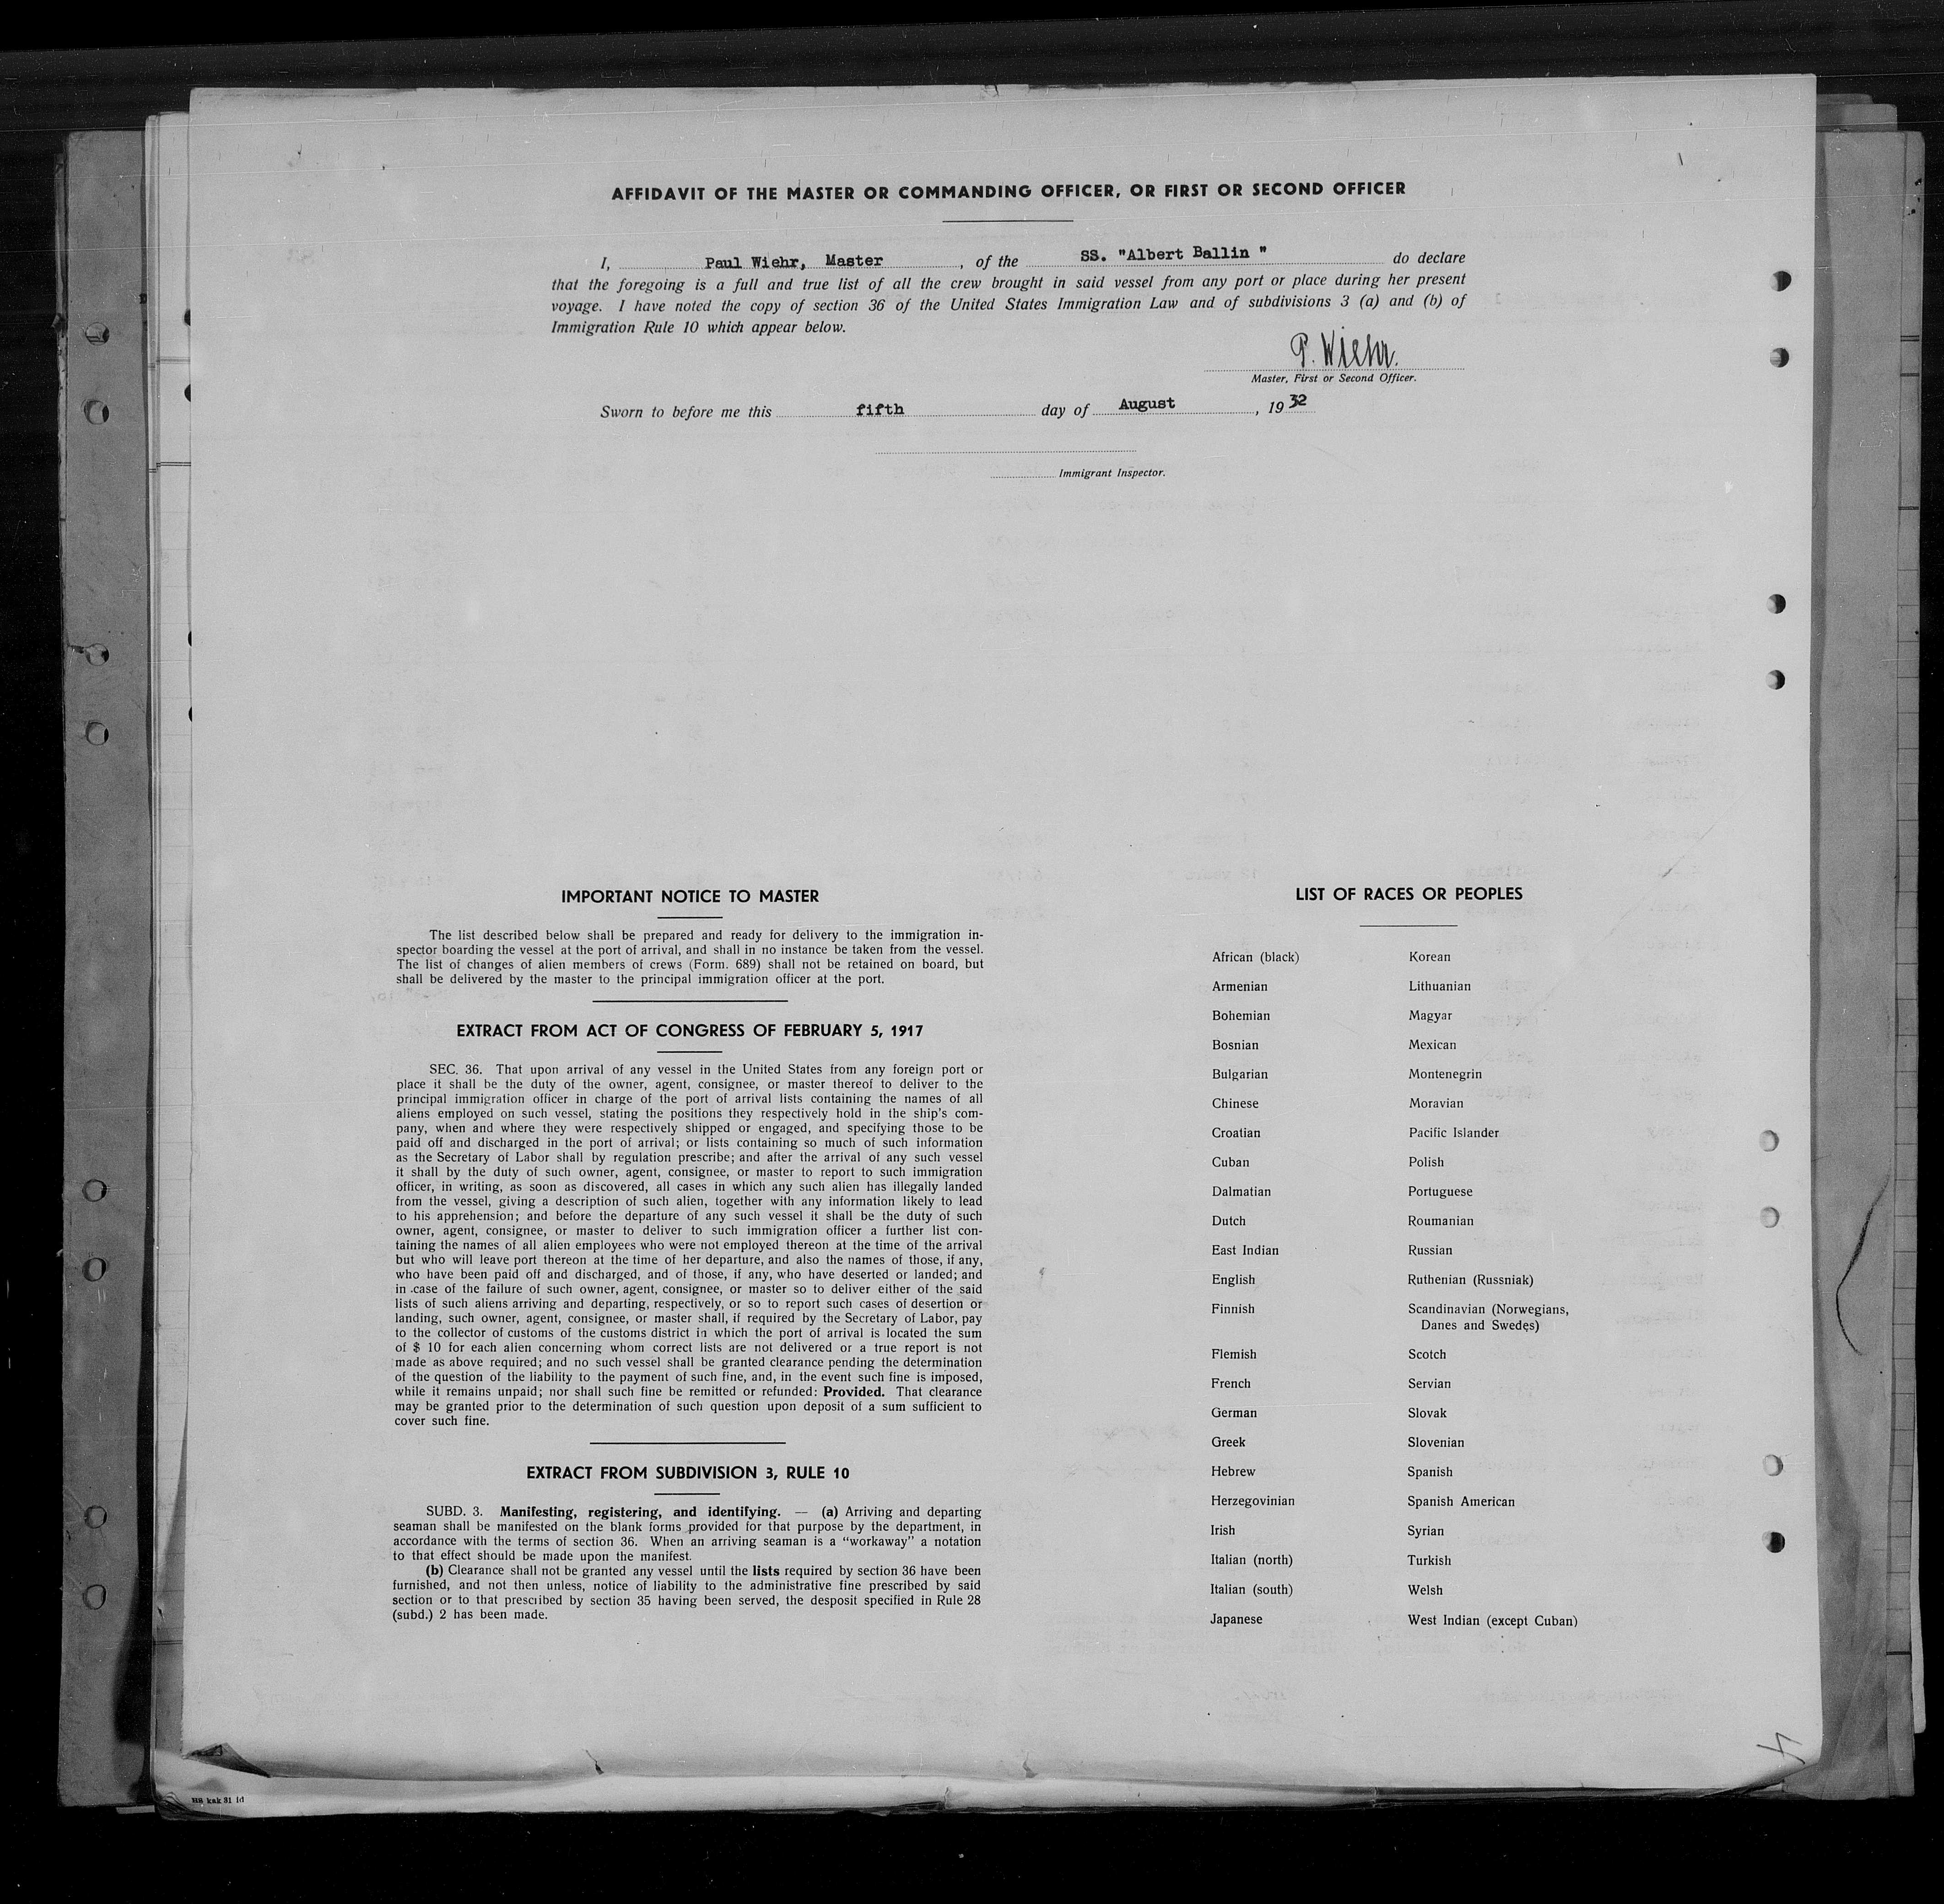 AFFIDAVIT OF THE MASTER OR COMMANDING OFFICER, OR FIRST OR SECOND OFFICER
I, Paul Wiehr, Master, of the SS. "Albert Ballin " do declare
that the foregoing is a full and true list of all the crew brought in said vessel from any port or place during her present
voyage. I have noted the copy of section 36 of the United States Immigration Law and of subdivisions 3 (a) and (b) of
Immigration Rule 10 which appear below.
P. Wiehr.
Master, First or Second Officer.
Sworn to before me this fifth day of August, 1932
Immigrant Inspector.
IMPORTANT NOTICE TO MASTER
The list described below shall be prepared and ready for delivery to the immigration in-
spector boarding the vessel at the port of arrival, and shall in no instance be taken from the vessel.
The list of changes of alien members of crews (Form. 689) shall not be retained on board, but
shall be delivered by the master to the principal immigration officer at the port.
EXTRACT FROM ACT OF CONGRESS OF FEBRUARY 5, 1917
SEC. 36. That upon arrival of any vessel in the United States from any foreign port or
place it shall be the duty of the owner, agent, consignee, or master thereof to deliver to the
principal immigration officer in charge of the port of arrival lists containing the names of all
aliens employed on such vessel, stating the positions they respectively hold in the ship's com-
pany, when and where they were respectively shipped or engaged, and specifying those to be
paid off and discharged in the port of arrival; or lists containing so much of such information
as the Secretary of Labor shall by regulation prescribe; and after the arrival of any such vessel
it shall by the duty of such owner, agent, consignee, or master to report to such immigration
officer, in writing, as soon as discovered, all cases in which any such alien has illegally landed
from the vessel, giving a description of such alien, together with any information likely to lead
to his apprehension; and before the departure of any such vessel it shall be the duty of such
owner, agent, consignee, or master to deliver to such immigration officer a further list con-
taining the names of all alien employees who were not employed thereon at the time of the arrival
but who will leave port thereon at the time of her departure, and also the names of those, if any,
who have been paid off and discharged, and of those, if any, who have deserted or landed; and
in case of the failure of such owner, agent, consignee, or master so to deliver either of the said
lists of such aliens arriving and departing, respectively, or so to report such cases of desertion or
landing, such owner, agent, consignee, or master shall, if required by the Secretary of Labor, pay
to the collector of customs of the customs district in which the port of arrival is located the sum
of $ 10 for each alien concerning whom correct lists are not delivered or a true report is not
made as above required; and no such vessel shall be granted clearance pending the determination
of the question of the liability to the payment of such fine, and, in the event such fine is imposed,
while it remains unpaid; nor shall such fine be remitted or refunded: Provided. That clearance
may be granted prior to the determination of such question upon deposit of a sum sufficient to
cover such fine.
EXTRACT FROM SUBDIVISION 3, RULE 10
SUBD. 3. Manifesting, registering, and identifying. — (a) Arriving and departing
seaman shall be manifested on the blank forms provided for that purpose by the department, in
accordance with the terms of section 36. When an arriving seaman is a “workaway” a notation
to that effect should be made upon the manifest.
(b) Clearance shall not be granted any vessel until the lists required by section 36 have been
furnished, and not then unless, notice of liability to the administrative fine prescribed by said
section or to that presciibed by section 35 having been served, the desposit specified in Rule 28
(subd.) 2 has been made.
LIST OF RACES OR PEOPLES
African (black)
Armenian
Bohemian
Bosnian
Bulgarian
Chinese
Croatian
Cuban
Dalmatian
Dutch
East Indian
English
Finnish
Flemish
French
German
Greek
Hebrew
Herzegovinian
Irish
Italian (north)
Italian (south)
Japanese
Korean
Lithuanian
Magyar
Mexican
Montenegrin
Moravian
Pacific Islander
Polish
Portuguese
Roumanian
Russian
Ruthenian (Russniak)
Scandinavian (Norwegians,
Danes and Swedes)
Scotch
Servian
Slovak
Slovenian
Spanish
Spanish American
Syrian
Turkish
Welsh
West Indian (except Cuban)